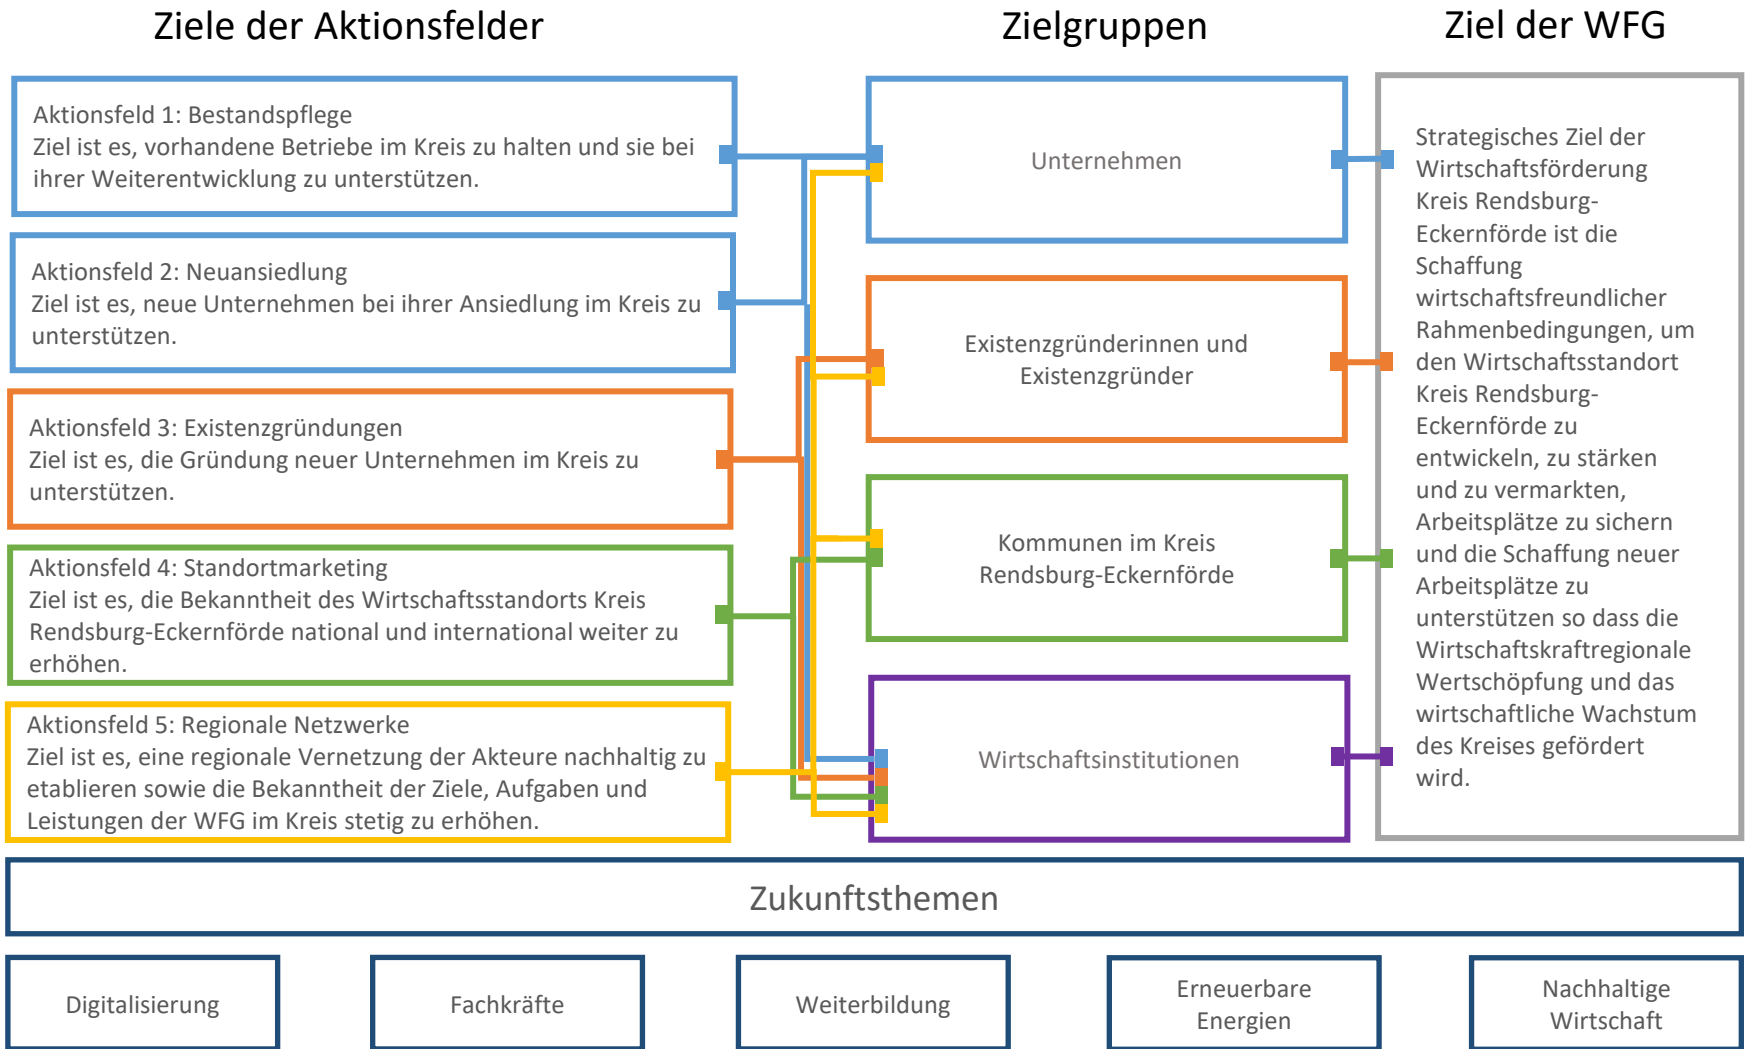 Ziele der Aktionsfelder
Zielgruppen
Ziel der WFG
Aktionsfeld 1: Bestandspflege
Ziel ist es, vorhandene Betriebe im Kreis zu halten und sie bei
ihrer Weiterentwicklung zu unterstützen.
Aktionsfeld 2: Neuansiedlung
Ziel ist es, neue Unternehmen bei ihrer Ansiedlung im Kreis zu
unterstützen.
Aktionsfeld 3: Existenzgründungen
Ziel ist es, die Gründung neuer Unternehmen im Kreis zu
unterstützen.
Aktionsfeld 4: Standortmarketing
Ziel ist es, die Bekanntheit des Wirtschaftsstandorts Kreis
Rendsburg-Eckernförde national und international weiter zu
erhöhen.
Aktionsfeld 5: Regionale Netzwerke
Ziel ist es, eine regionale Vernetzung der Akteure nachhaltig zu
etablieren sowie die Bekanntheit der Ziele, Aufgaben und
Leistungen der WFG im Kreis stetig zu erhöhen.
Unternehmen
Existenzgründerinnen und
Existenzgründer
Kommunen im Kreis
Rendsburg-Eckernförde
Wirtschaftsinstitutionen
Strategisches Ziel der
Wirtschaftsförderung
Kreis Rendsburg-
Eckernförde ist die
Schaffung
wirtschaftsfreundlicher
Rahmenbedingungen, um
den Wirtschaftsstandort
Kreis Rendsburg-
Eckernförde zu
entwickeln, zu stärken
und zu vermarkten,
Arbeitsplätze zu sichern
und die Schaffung neuer
Arbeitsplätze zu
unterstützen so dass die
Wirtschaftskraftregionale
Wertschöpfung und das
wirtschaftliche Wachstum
des Kreises gefördert
wird.
Zukunftsthemen
Digitalisierung
Fachkräfte
Weiterbildung
Erneuerbare
Energien
Nachhaltige
Wirtschaft